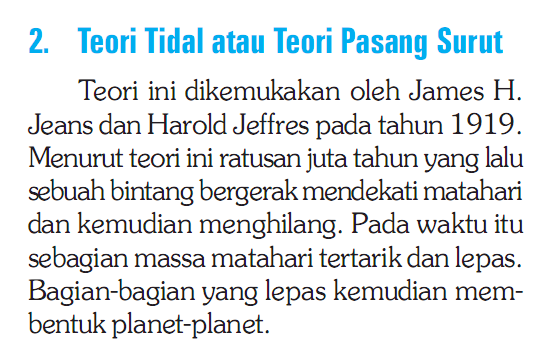 2. Teori Tidal atau Teori Pasang Surut
Teori ini dikemukakan oleh James H.
Jeans dan Harold Jeffres pada tahun 1919.
Menurut teori ini ratusan juta tahun yang lalu
sebuah bintang bergerak mendekati matahari
dan kemudian menghilang. Pada waktu itu
sebagian massa matahari tertarik dan lepas.
Bagian-bagian yang lepas kemudian mem-
bentuk planet-planet.